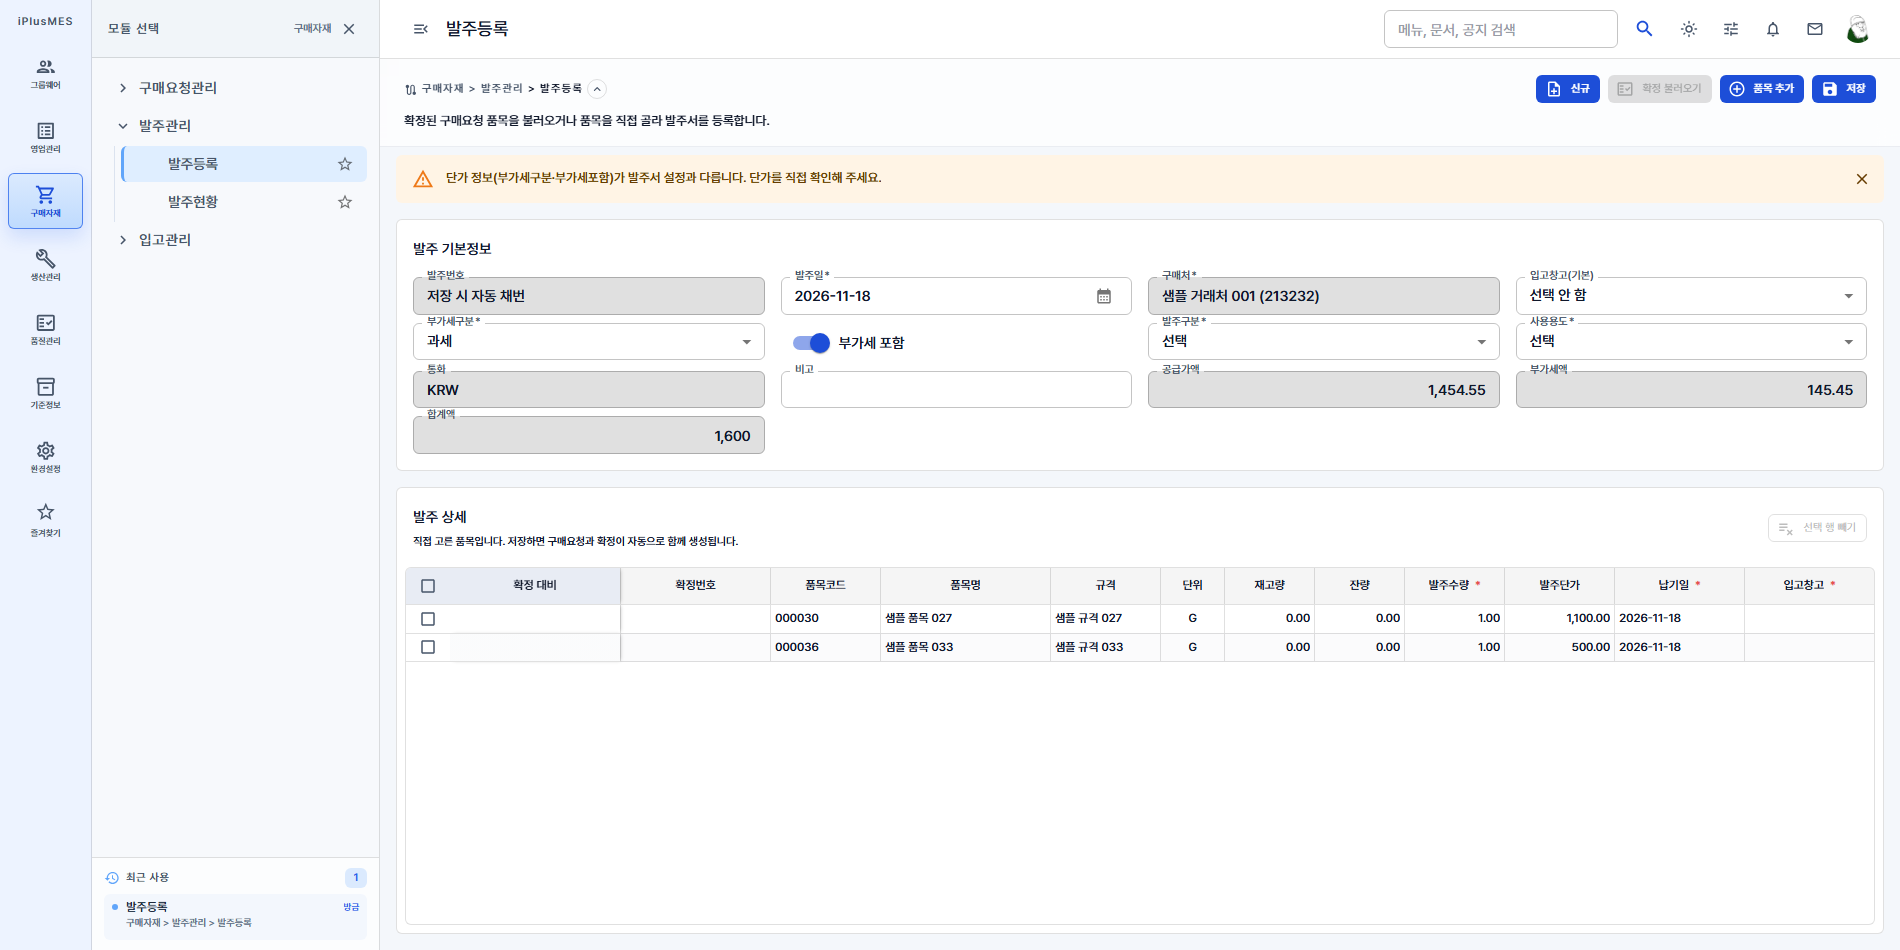 iPlusMES
그룹웨어
영업관리
구매자재
생산관리
품질관리
기준정보
환경설정
즐겨찾기
모듈 선택
구매자재
구매요청관리
발주관리
발주등록
발주현황
입고관리
최근 사용
1
발주등록
방금
구매자재 > 발주관리 > 발주등록
발주등록
메뉴, 문서, 공지 검색
구매자재 > 발주관리 > 발주등록
확정된 구매요청 품목을 불러오거나 품목을 직접 골라 발주서를 등록합니다.
신규
확정 불러오기
품목 추가
저장
단가 정보(부가세구분·부가세포함)가 발주서 설정과 다릅니다. 단가를 직접 확인해 주세요.
발주 기본정보
발주번호
저장 시 자동 채번
발주일 *
2026-11-18
구매처 *
샘플 거래처 001 (213232)
입고창고(기본)
선택 안 함
부가세구분 *
과세
부가세 포함
발주구분 *
선택
사용용도 *
선택
통화
KRW
비고
공급가액
1,454.55
부가세액
145.45
합계액
1,600
발주 상세
직접 고른 품목입니다. 저장하면 구매요청과 확정이 자동으로 함께 생성됩니다.
선택 행 빼기
확정 대비 확정번호 품목코드 품목명 규격 단위 재고량 잔량 발주수량 * 발주단가 납기일 * 입고창고 *
000030 샘플 품목 027 샘플 규격 027 G 0.00 0.00 1.00 1,100.00 2026-11-18
000036 샘플 품목 033 샘플 규격 033 G 0.00 0.00 1.00 500.00 2026-11-18